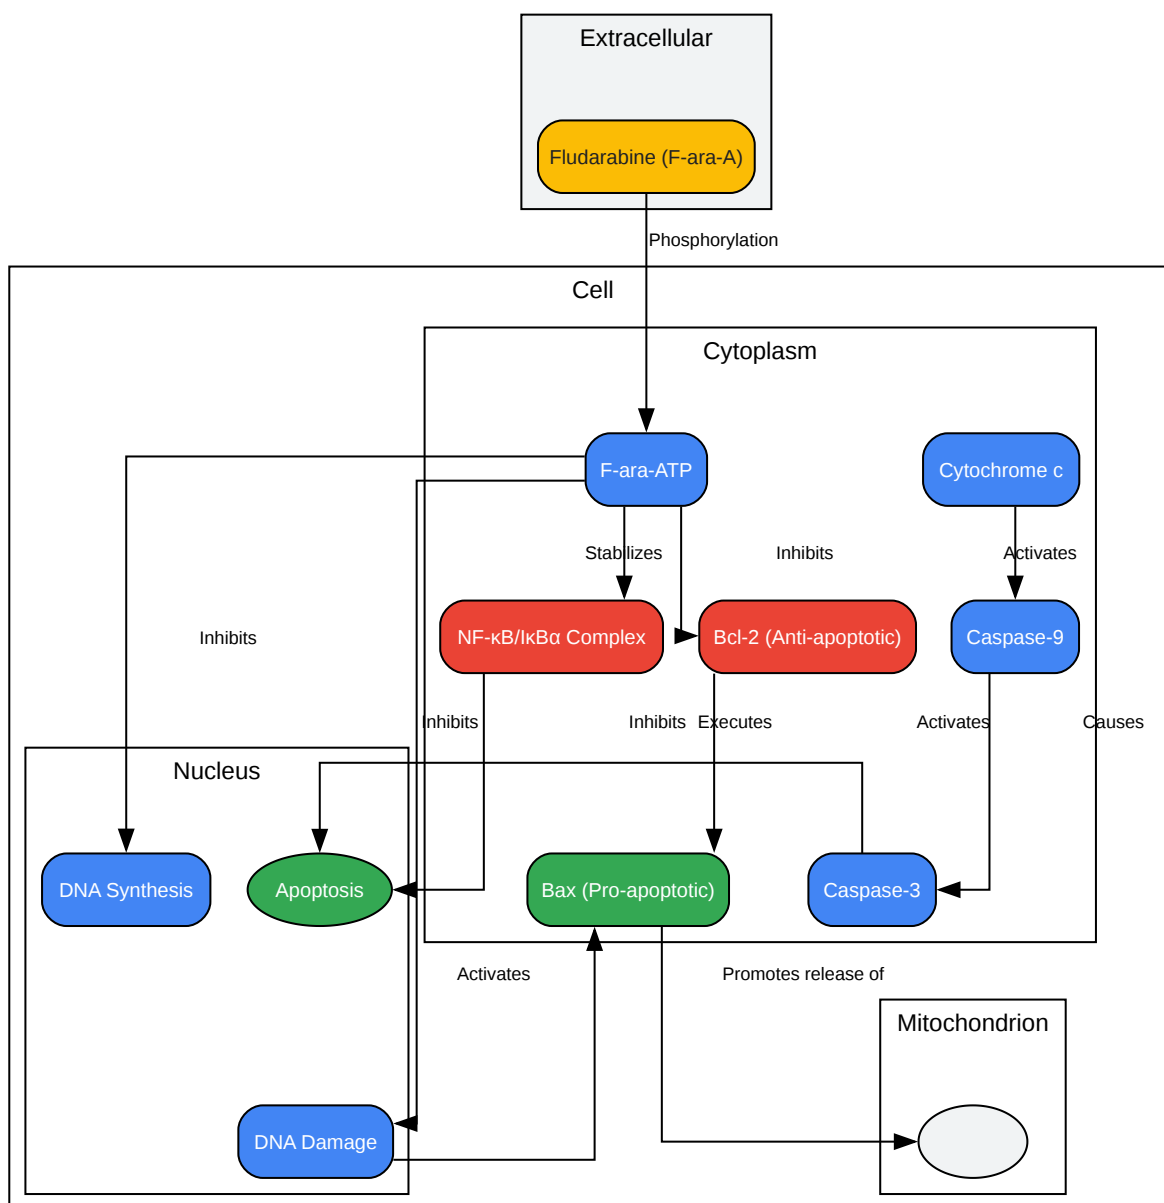 Extracellular
Fludarabine (F-ara-A)
Phosphorylation
Cell
Cytoplasm
F-ara-ATP
Cytochrome c
Stabilizes
Inhibits
Activates
NF-κB/IκBα Complex
Bcl-2 (Anti-apoptotic)
Caspase-9
Inhibits
Inhibits
Inhibits
Executes
Activates
Causes
Nucleus
DNA Synthesis
Apoptosis
Bax (Pro-apoptotic)
Caspase-3
Activates
Promotes release of
Mitochondrion
DNA Damage